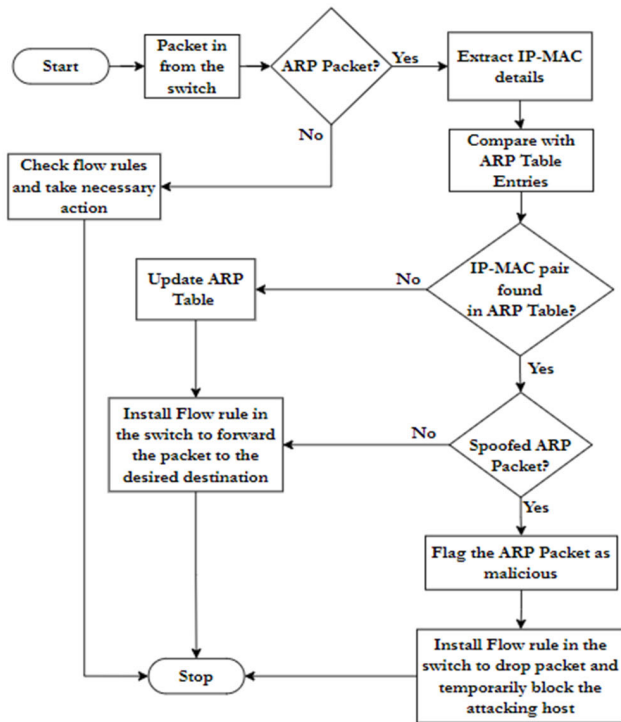 Start
Packet in
from the
switch
ARP Packet?
Yes
Extract IP-MAC
details
No
Check flow rules
and take necessary
action
Compare with
ARP Table
Entries
IP-MAC pair
found
in ARP Table?
No
Update ARP
Table
Yes
Install Flow rule in
the switch to forward
the packet to the
desired destination
No
Spoofed ARP
Packet?
Yes
Flag the ARP Packet as
malicious
Install Flow rule in the
switch to drop packet and
temporarily block the
attacking host
Stop